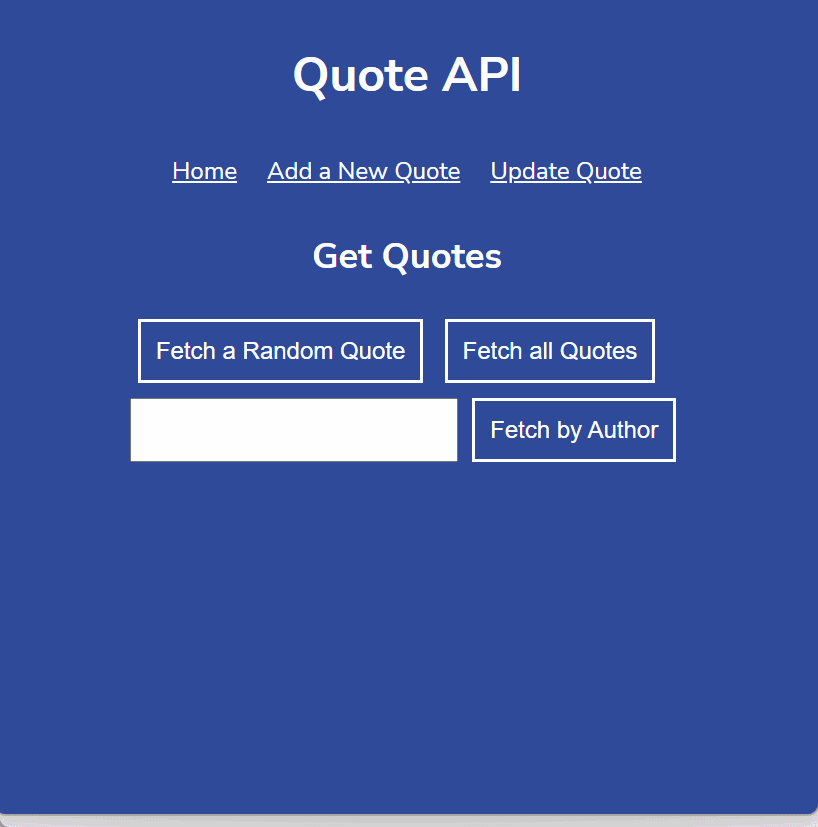 Quote API
Home Add a New Quote Update Quote
Get Quotes
Fetch a Random Quote Fetch all Quotes
Fetch by Author